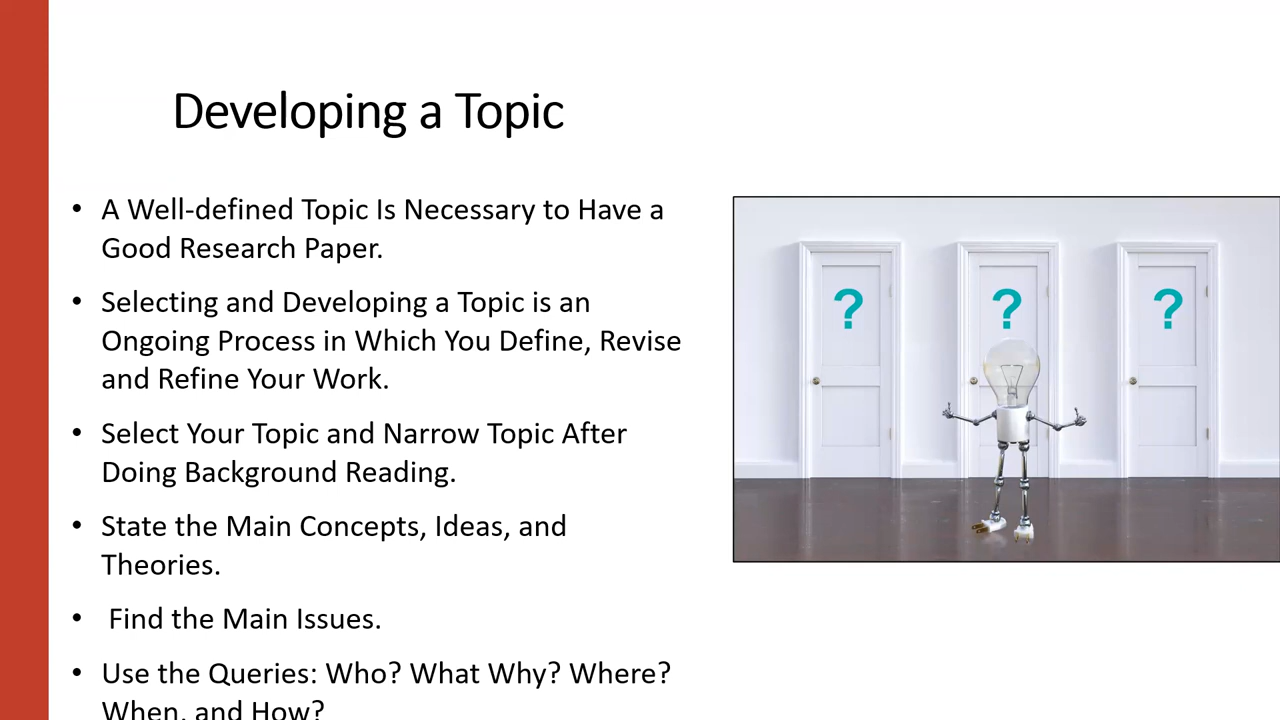 Developing a Topic
• A Well-defined Topic Is Necessary to Have a
Good Research Paper.
• Selecting and Developing a Topic is an
Ongoing Process in Which You Define, Revise
and Refine Your Work.
• Select Your Topic and Narrow Topic After
Doing Background Reading.
• State the Main Concepts, Ideas, and
Theories.
• Find the Main Issues.
• Use the Queries: Who? What Why? Where?
When, and How?
? ? ?